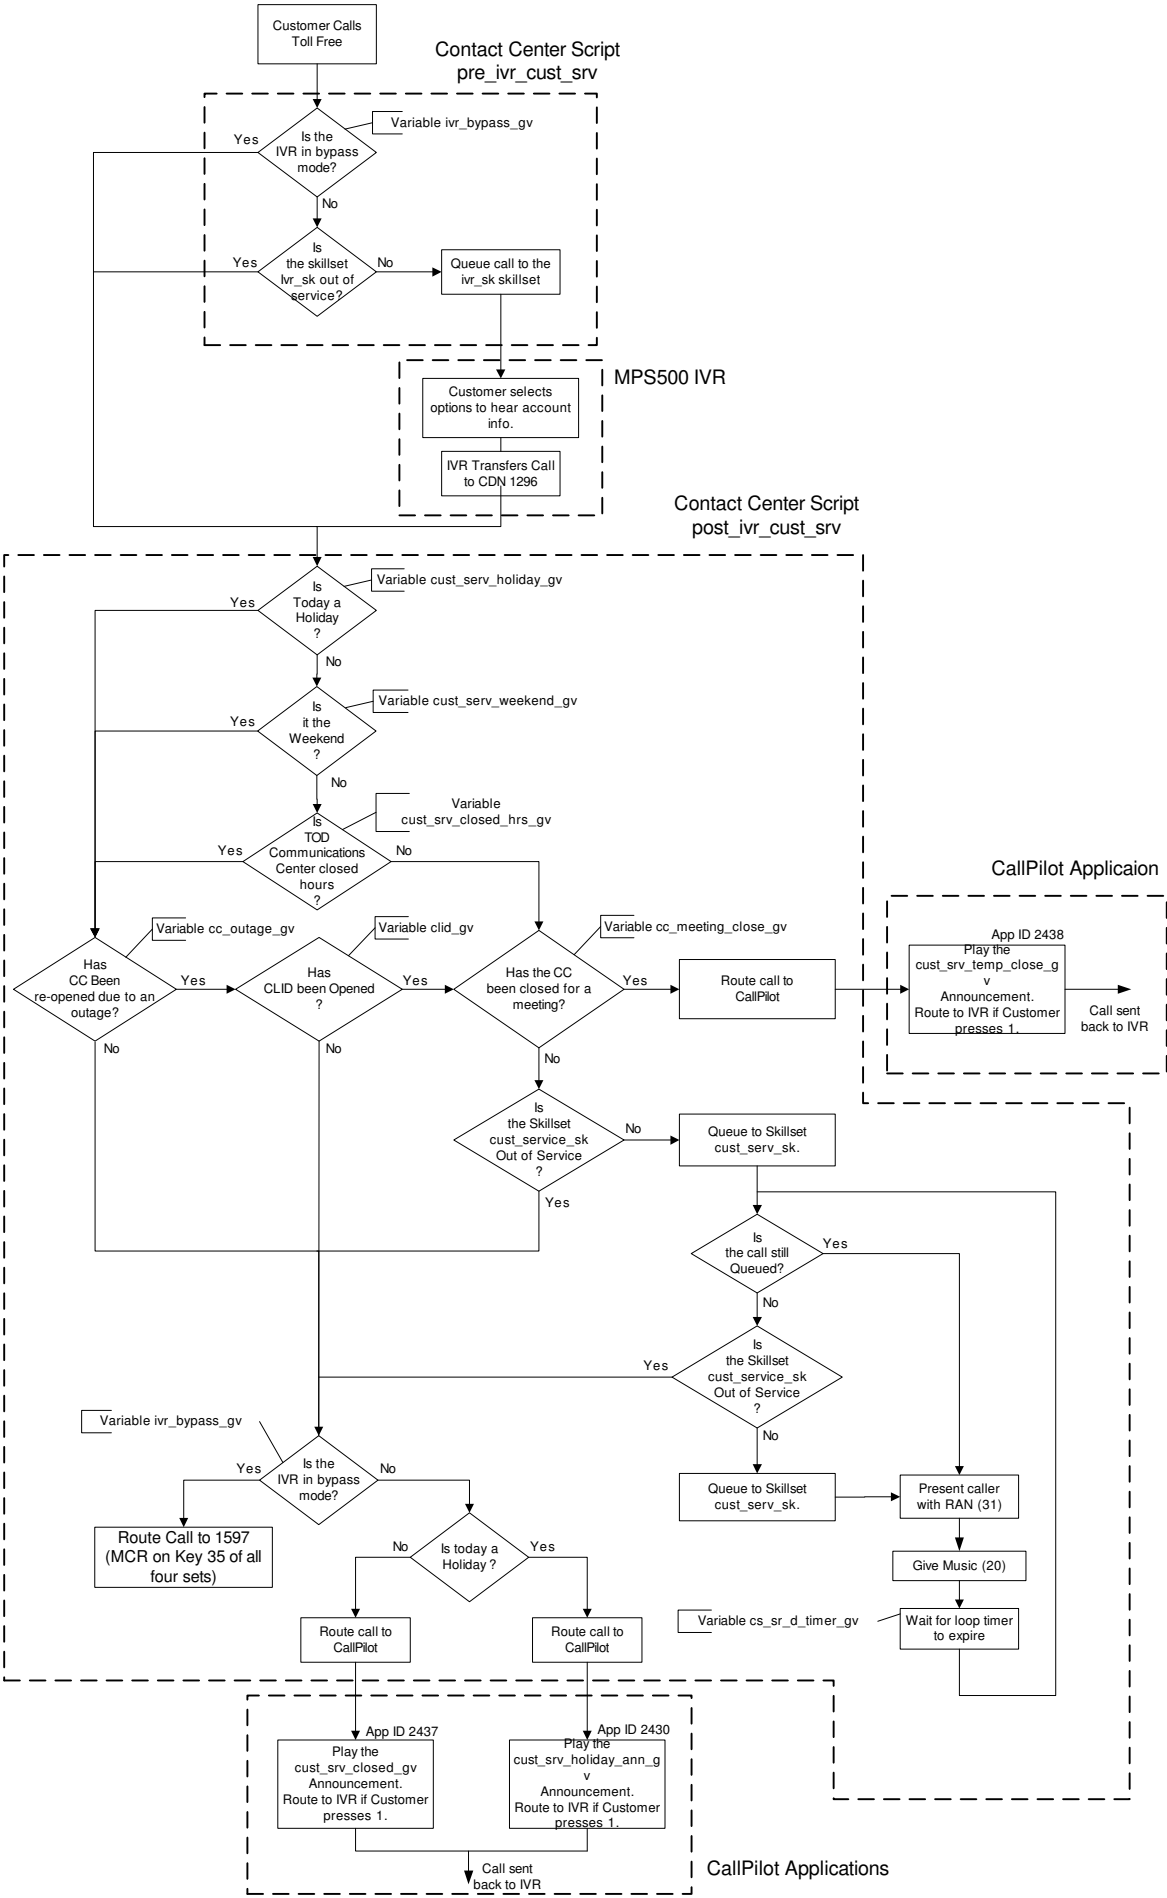 Customer Calls
Toll Free
Contact Center Script
pre_ivr_cust_srv
Variable ivr_bypass_gv
Is the
IVR in bypass
mode?
Yes
No
Is
the skillset
Ivr_sk out of
service?
Yes
No
Queue call to the
ivr_sk skillset
MPS500 IVR
Customer selects
options to hear account
info.
IVR Transfers Call
to CDN 1296
Contact Center Script
post_ivr_cust_srv
Is
Today a
Holiday
?
Variable cust_serv_holiday_gv
Yes
No
Is
it the
Weekend
?
Variable cust_serv_weekend_gv
Yes
No
Variable
cust_srv_closed_hrs_gv
Is
TOD
Communications
Center closed
hours
?
Yes
No
CallPilot Applicaion
Variable cc_outage_gv
Variable clid_gv
Variable cc_meeting_close_gv
Has
CC Been
re-opened due to an
outage?
Yes
No
Has
CLID been Opened
?
Yes
No
Has the CC
been closed for a
meeting?
Yes
No
Route call to
CallPilot
App ID 2438
Play the
cust_srv_temp_close_g
v
Announcement.
Route to IVR if Customer
presses 1.
Call sent
back to IVR
Is
the Skillset
cust_service_sk
Out of Service
?
No
Yes
Queue to Skillset
cust_serv_sk.
Is
the call still
Queued?
Yes
No
Is
the Skillset
cust_service_sk
Out of Service
?
Yes
No
Variable ivr_bypass_gv
Is the
IVR in bypass
mode?
Yes
No
Queue to Skillset
cust_serv_sk.
Present caller
with RAN (31)
Route Call to 1597
(MCR on Key 35 of all
four sets)
Is today a
Holiday ?
No
Yes
Give Music (20)
Variable cs_sr_d_timer_gv
Wait for loop timer
to expire
Route call to
CallPilot
Route call to
CallPilot
App ID 2437
Play the
cust_srv_closed_gv
Announcement.
Route to IVR if Customer
presses 1.
App ID 2430
Play the
cust_srv_holiday_ann_g
v
Announcement.
Route to IVR if Customer
presses 1.
Call sent
back to IVR
CallPilot Applications